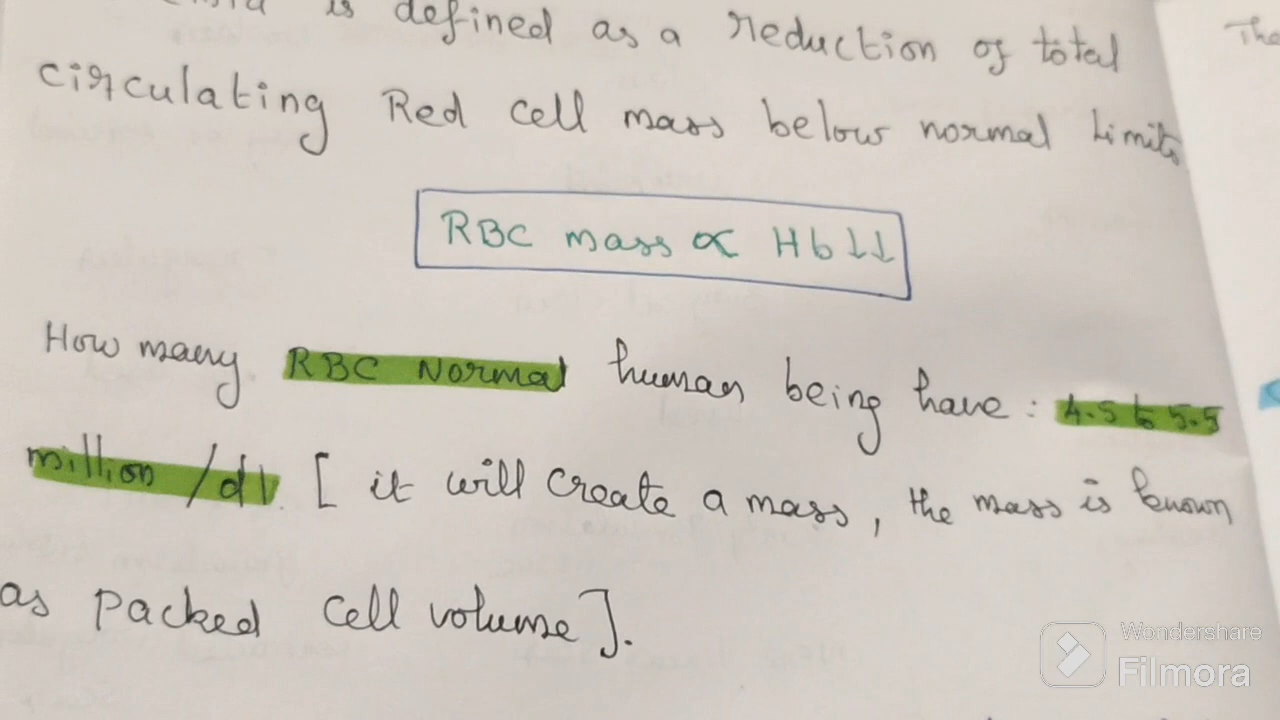 is defined as a reduction of total
circulating Red cell mass below normal Limits
RBC mass ∝ Hb↓↓
How many RBC Normal human being have: 4.5 to 5.5
million /dl. [ it will create a mass, the mass is known
as packed cell volume].
The
Wondershare
Filmora